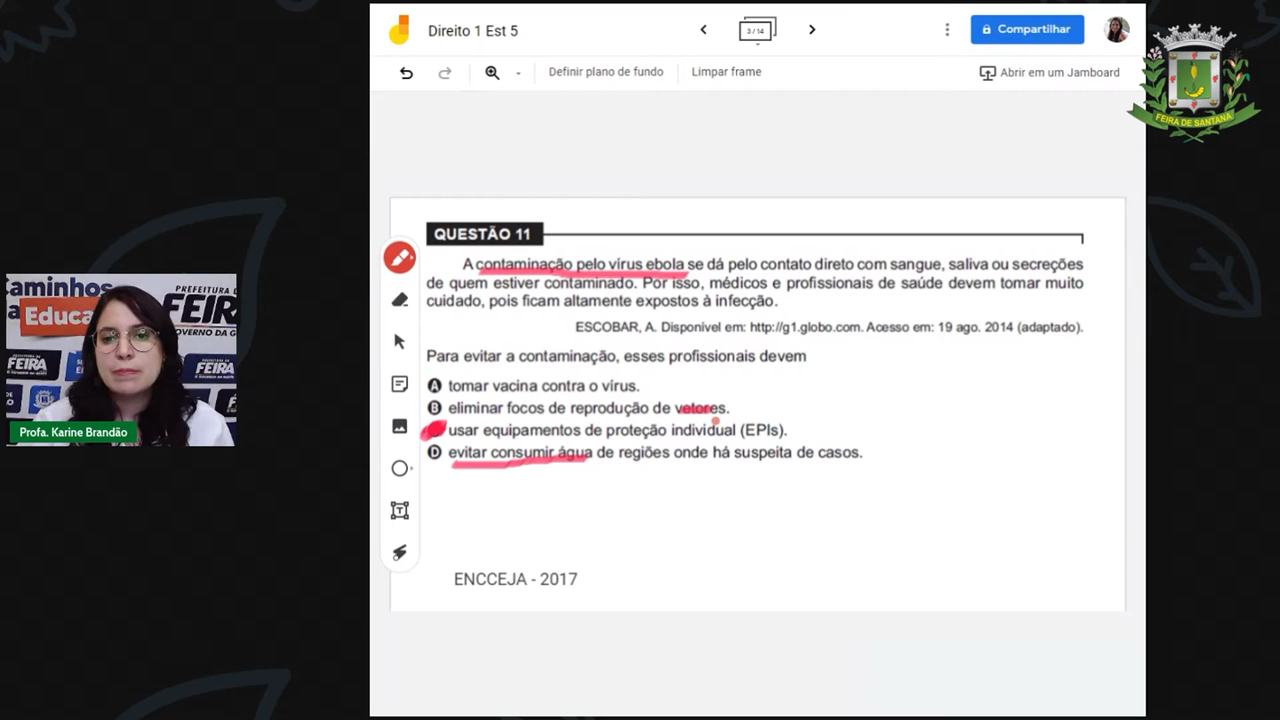 Direito 1 Est 5
3 / 14
Compartilhar
Definir plano de fundo
Limpar frame
Abrir em um Jamboard
FEIRA DE SANTANA
QUESTÃO 11
A contaminação pelo vírus ebola se dá pelo contato direto com sangue, saliva ou secreções
de quem estiver contaminado. Por isso, médicos e profissionais de saúde devem tomar muito
cuidado, pois ficam altamente expostos à infecção.
ESCOBAR, A. Disponível em: http://g1.globo.com. Acesso em: 19 ago. 2014 (adaptado).
Para evitar a contaminação, esses profissionais devem
A tomar vacina contra o vírus.
B eliminar focos de reprodução de vetores.
usar equipamentos de proteção individual (EPIs).
D evitar consumir água de regiões onde há suspeita de casos.
ENCCEJA - 2017
Caminhos
Educa
PREFEITURA D
FEIR
OVERNO DA G
FEIRA
FEIRA
Profa. Karine Brandão